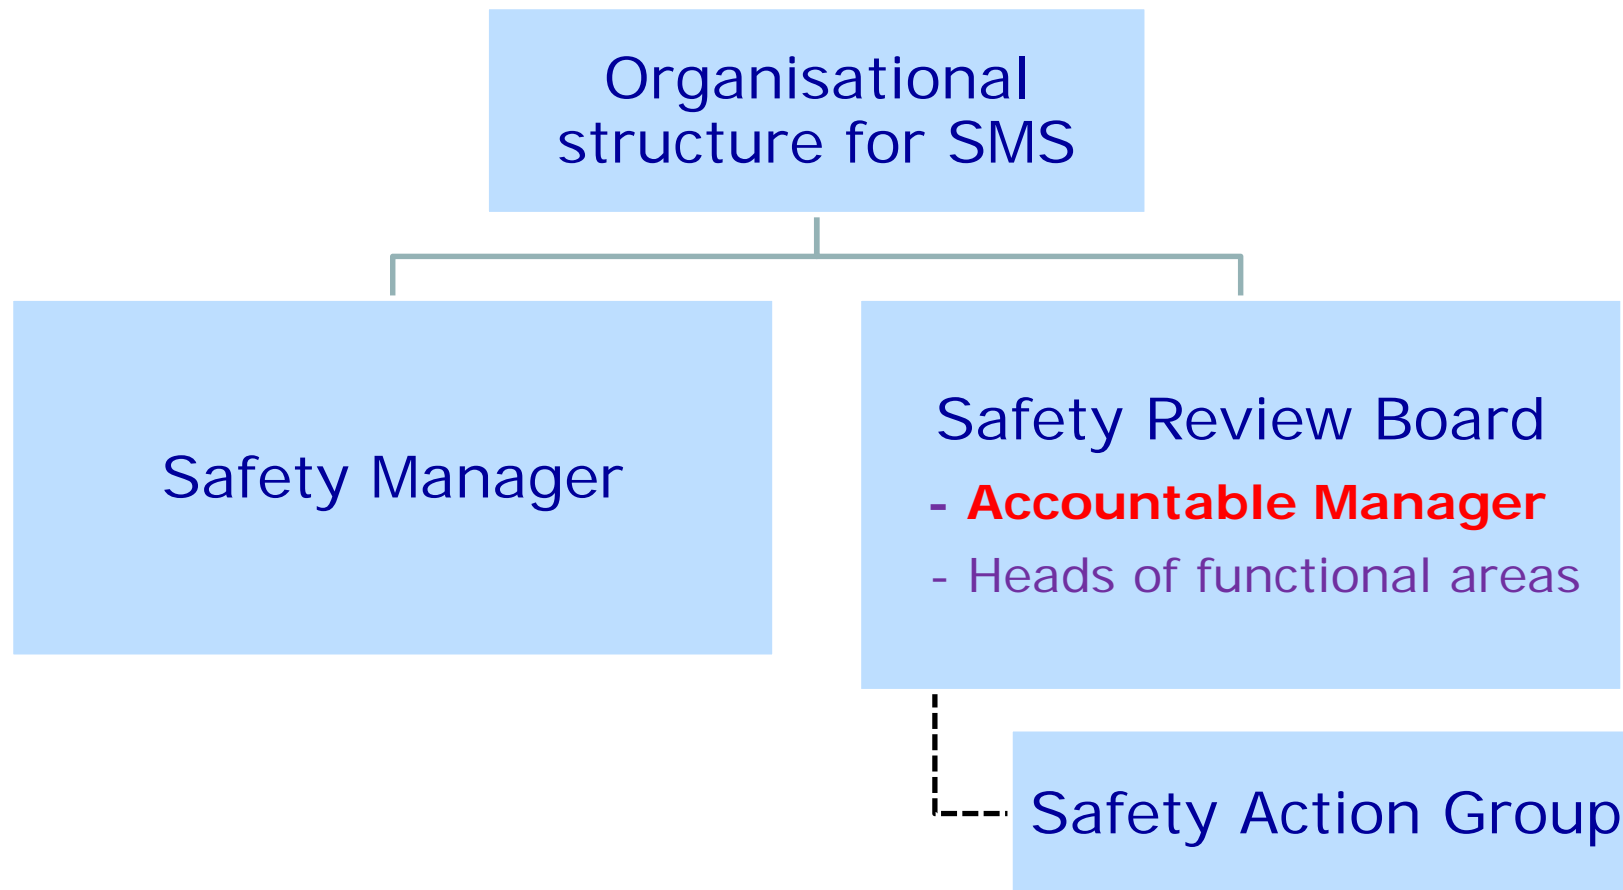 Organisational
structure for SMS
Safety Manager
Safety Review Board
- Accountable Manager
- Heads of functional areas
Safety Action Group